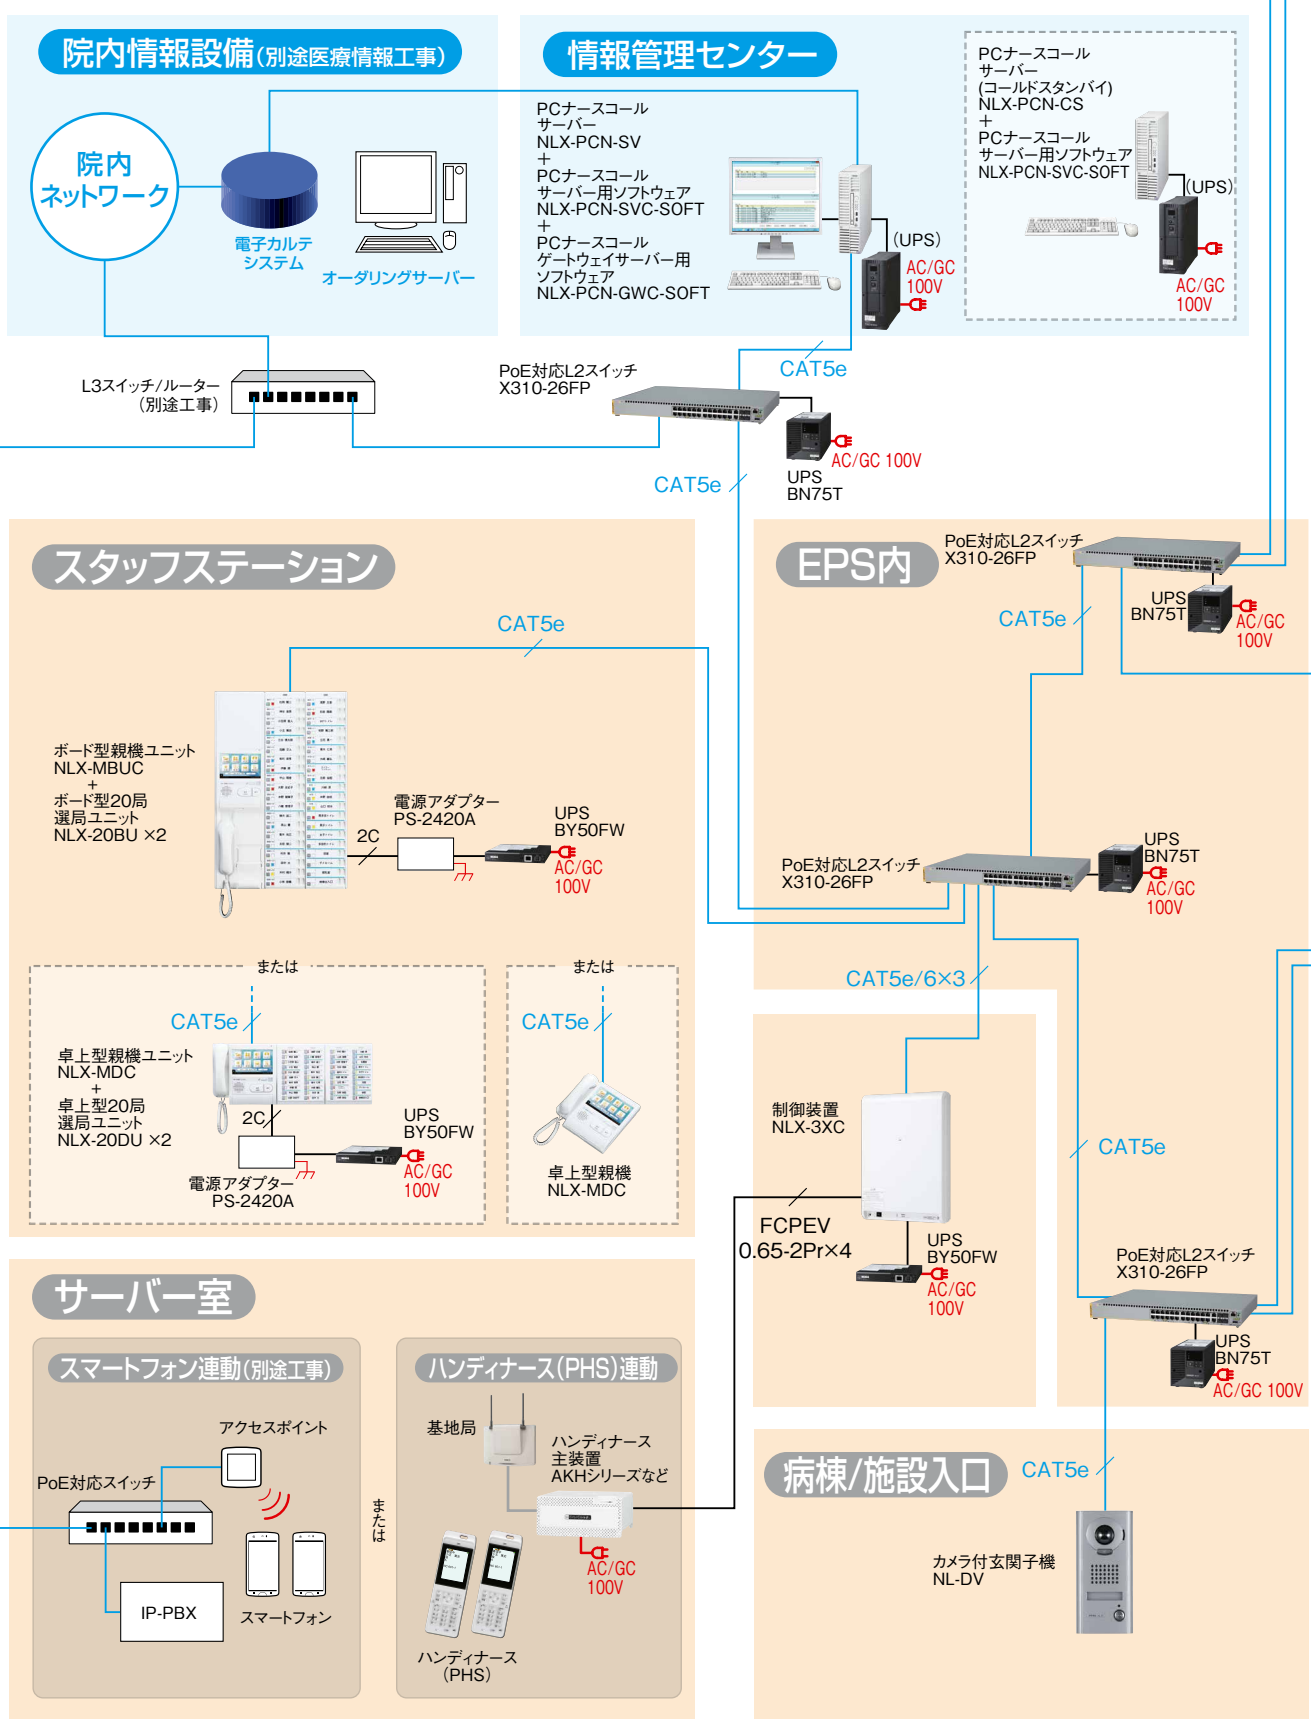 院内情報設備(別途医療情報工事)
院内
ネットワーク
電子カルテ
システム
オーダリングサーバー
情報管理センター
PCナースコール
サーバー
NLX-PCN-SV
+
PCナースコール
サーバー用ソフトウェア
NLX-PCN-SVC-SOFT
+
PCナースコール
ゲートウェイサーバー用
ソフトウェア
NLX-PCN-GWC-SOFT
(UPS)
AC/GC
100V
PCナースコール
サーバー
(コールドスタンバイ)
NLX-PCN-CS
+
PCナースコール
サーバー用ソフトウェア
NLX-PCN-SVC-SOFT
(UPS)
AC/GC
100V
CAT5e
L3スイッチ/ルーター
(別途工事)
PoE対応L2スイッチ
X310-26FP
AC/GC 100V
UPS
BN75T
CAT5e
スタッフステーション
CAT5e
ボード型親機ユニット
NLX-MBUC
+
ボード型20局
選局ユニット
NLX-20BU ×2
2C
電源アダプター
PS-2420A
UPS
BY50FW
AC/GC
100V
または
CAT5e
卓上型親機ユニット
NLX-MDC
+
卓上型20局
選局ユニット
NLX-20DU ×2
2C
電源アダプター
PS-2420A
UPS
BY50FW
AC/GC
100V
または
CAT5e
卓上型親機
NLX-MDC
EPS内
PoE対応L2スイッチ
X310-26FP
UPS
BN75T
AC/GC
100V
CAT5e
PoE対応L2スイッチ
X310-26FP
UPS
BN75T
AC/GC
100V
CAT5e/6×3
制御装置
NLX-3XC
FCPEV
0.65-2Pr×4
UPS
BY50FW
AC/GC
100V
CAT5e
PoE対応L2スイッチ
X310-26FP
UPS
BN75T
AC/GC 100V
サーバー室
スマートフォン連動(別途工事)
アクセスポイント
PoE対応スイッチ
IP-PBX
スマートフォン
または
ハンディナース(PHS)連動
基地局
ハンディナース
主装置
AKHシリーズなど
AC/GC
100V
ハンディナース
(PHS)
病棟/施設入口
CAT5e
カメラ付玄関子機
NL-DV